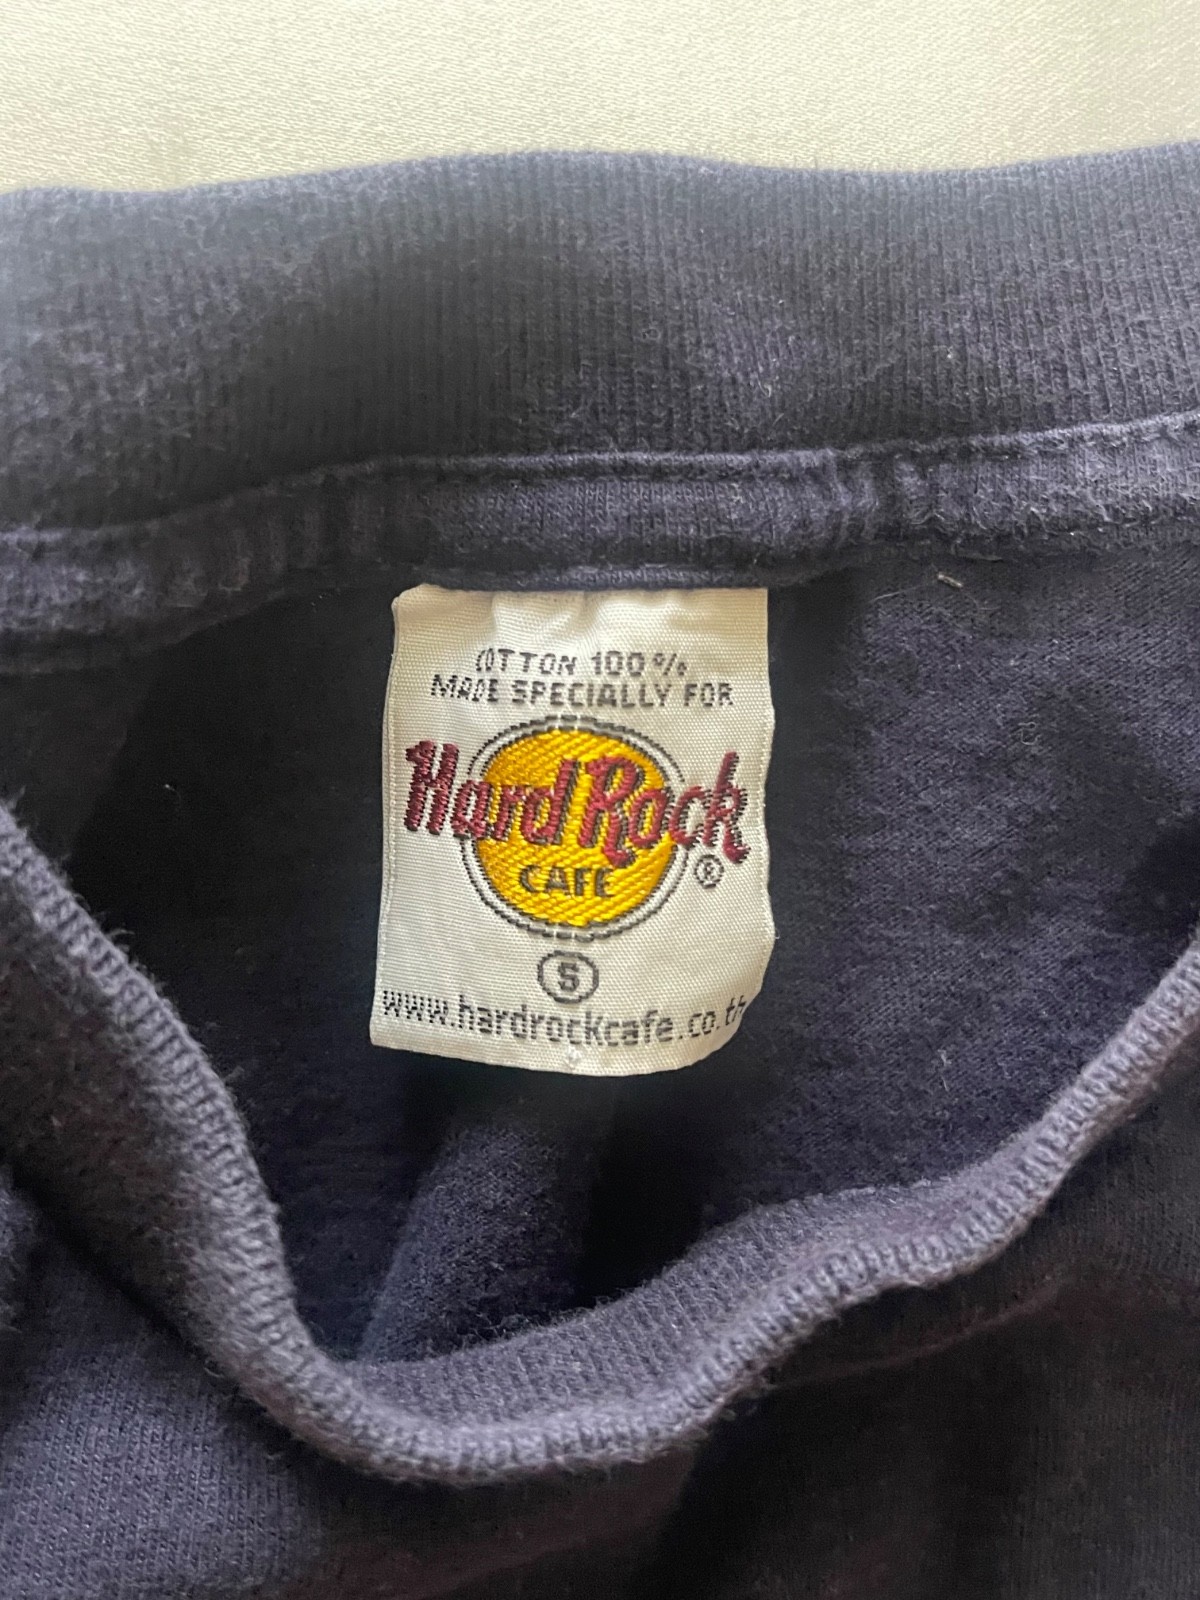 COTTON 100%
MADE SPECIALLY FOR
Hard Rock
CAFE ®
S
www.hardrockcafe.co.th